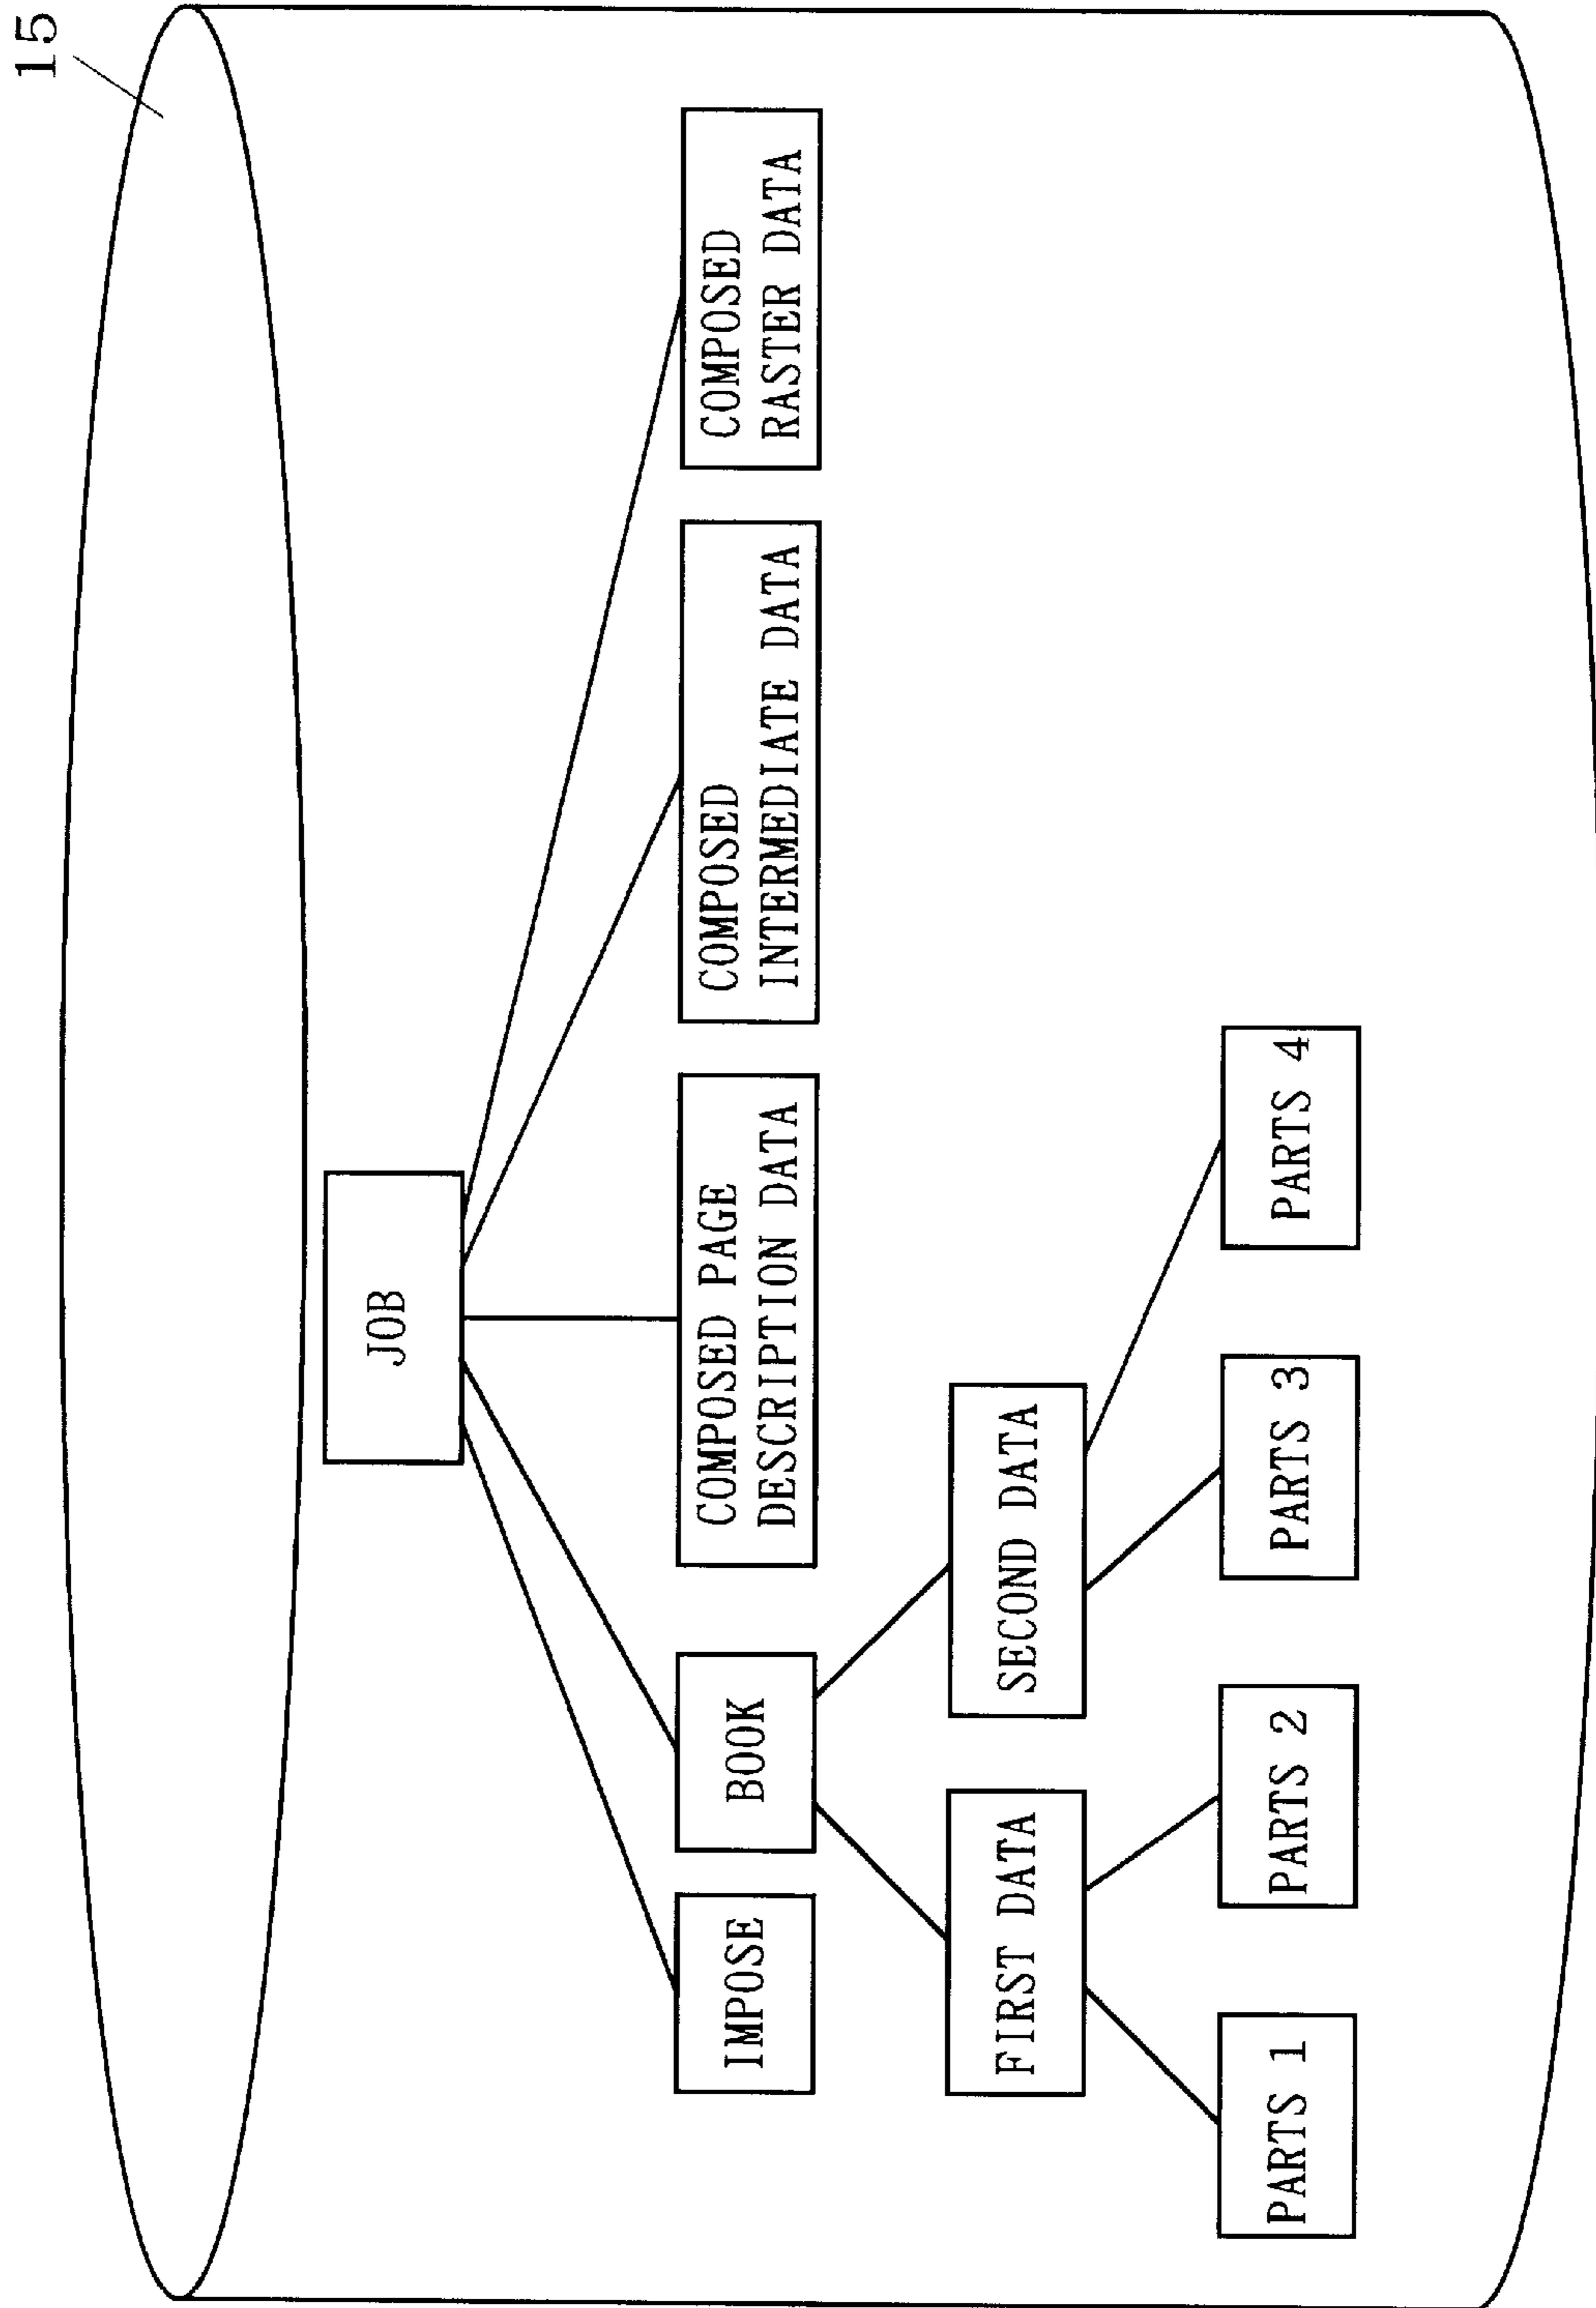 15
JOB
IMPOSE
BOOK
COMPOSED PAGE
DESCRIPTION DATA
COMPOSED
INTERMEDIATE DATA
COMPOSED
RASTER DATA
FIRST DATA
SECOND DATA
PARTS 1
PARTS 2
PARTS 3
PARTS 4